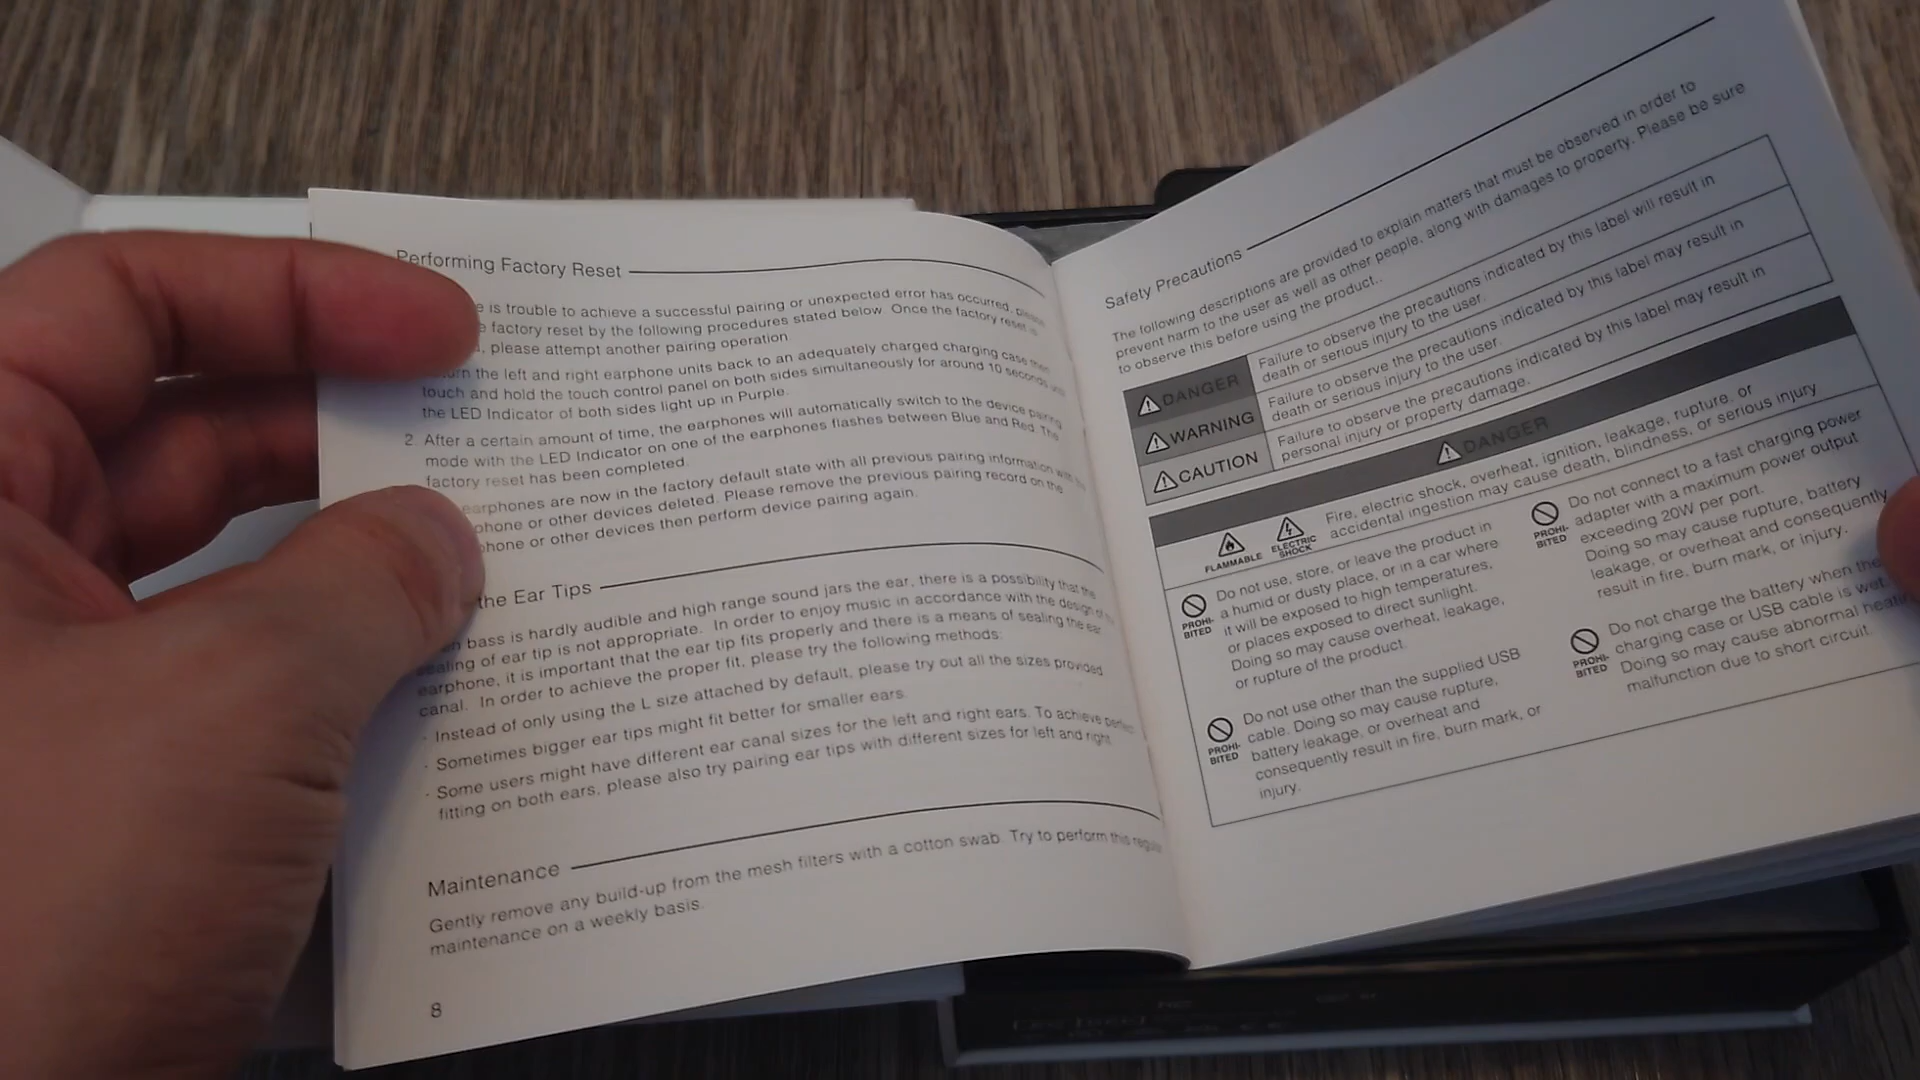 Performing Factory Reset
is trouble to achieve a successful pairing or unexpected error has occurred, please
factory reset by the following procedures stated below. Once the factory reset is
, please attempt another pairing operation
the left and right earphone units back to an adequately charged charging case then
touch and hold the touch control panel on both sides simultaneously for around 10 seconds until
the LED Indicator of both sides light up in Purple.
2. After a certain amount of time, the earphones will automatically switch to the device pairing
mode with the LED Indicator on one of the earphones flashes between Blue and Red. The
factory reset has been completed.
earphones are now in the factory default state with all previous pairing information
phone or other devices deleted. Please remove the previous pairing record on the
phone or other devices then perform device pairing again.
the Ear Tips
bass is hardly audible and high range sound jars the ear, there is a possibility that the
sealing of ear tip is not appropriate. In order to enjoy music in accordance with the design of
earphone, it is important that the ear tip fits properly and there is a means of sealing the ear
canal. In order to achieve the proper fit, please try the following methods:
· Instead of only using the L size attached by default, please try out all the sizes provided
· Sometimes bigger ear tips might fit better for smaller ears.
· Some users might have different ear canal sizes for the left and right ears. To achieve perfect
fitting on both ears, please also try pairing ear tips with different sizes for left and right.
Maintenance
Gently remove any build-up from the mesh filters with a cotton swab. Try to perform this
maintenance on a weekly basis.
8
Safety Precautions
The following descriptions are provided to explain matters that must be observed in order to
prevent harm to the user as well as other people, along with damages to property. Please be sure
to observe this before using the product..
DANGER
Failure to observe the precautions indicated by this label will result in
death or serious injury to the user.
WARNING
Failure to observe the precautions indicated by this label may result in
death or serious injury to the user.
CAUTION
Failure to observe the precautions indicated by this label may result in
personal injury or property damage.
DANGER
FLAMMABLE
ELECTRIC
SHOCK
Fire, electric shock, overheat, ignition, leakage, rupture, or
accidental ingestion may cause death, blindness, or serious injury
PROHI-
BITED
Do not use, store, or leave the product in
a humid or dusty place, or in a car where
it will be exposed to high temperatures,
or places exposed to direct sunlight.
Doing so may cause overheat, leakage,
or rupture of the product.
PROHI-
BITED
Do not use other than the supplied USB
cable. Doing so may cause rupture,
battery leakage, or overheat and
consequently result in fire, burn mark, or
injury.
PROHI-
BITED
Do not connect to a fast charging power
adapter with a maximum power output
exceeding 20W per port.
Doing so may cause rupture, battery
leakage, or overheat and consequently
result in fire, burn mark, or injury.
PROHI-
BITED
Do not charge the battery when the
charging case or USB cable is wet.
Doing so may cause abnormal heating
malfunction due to short circuit.